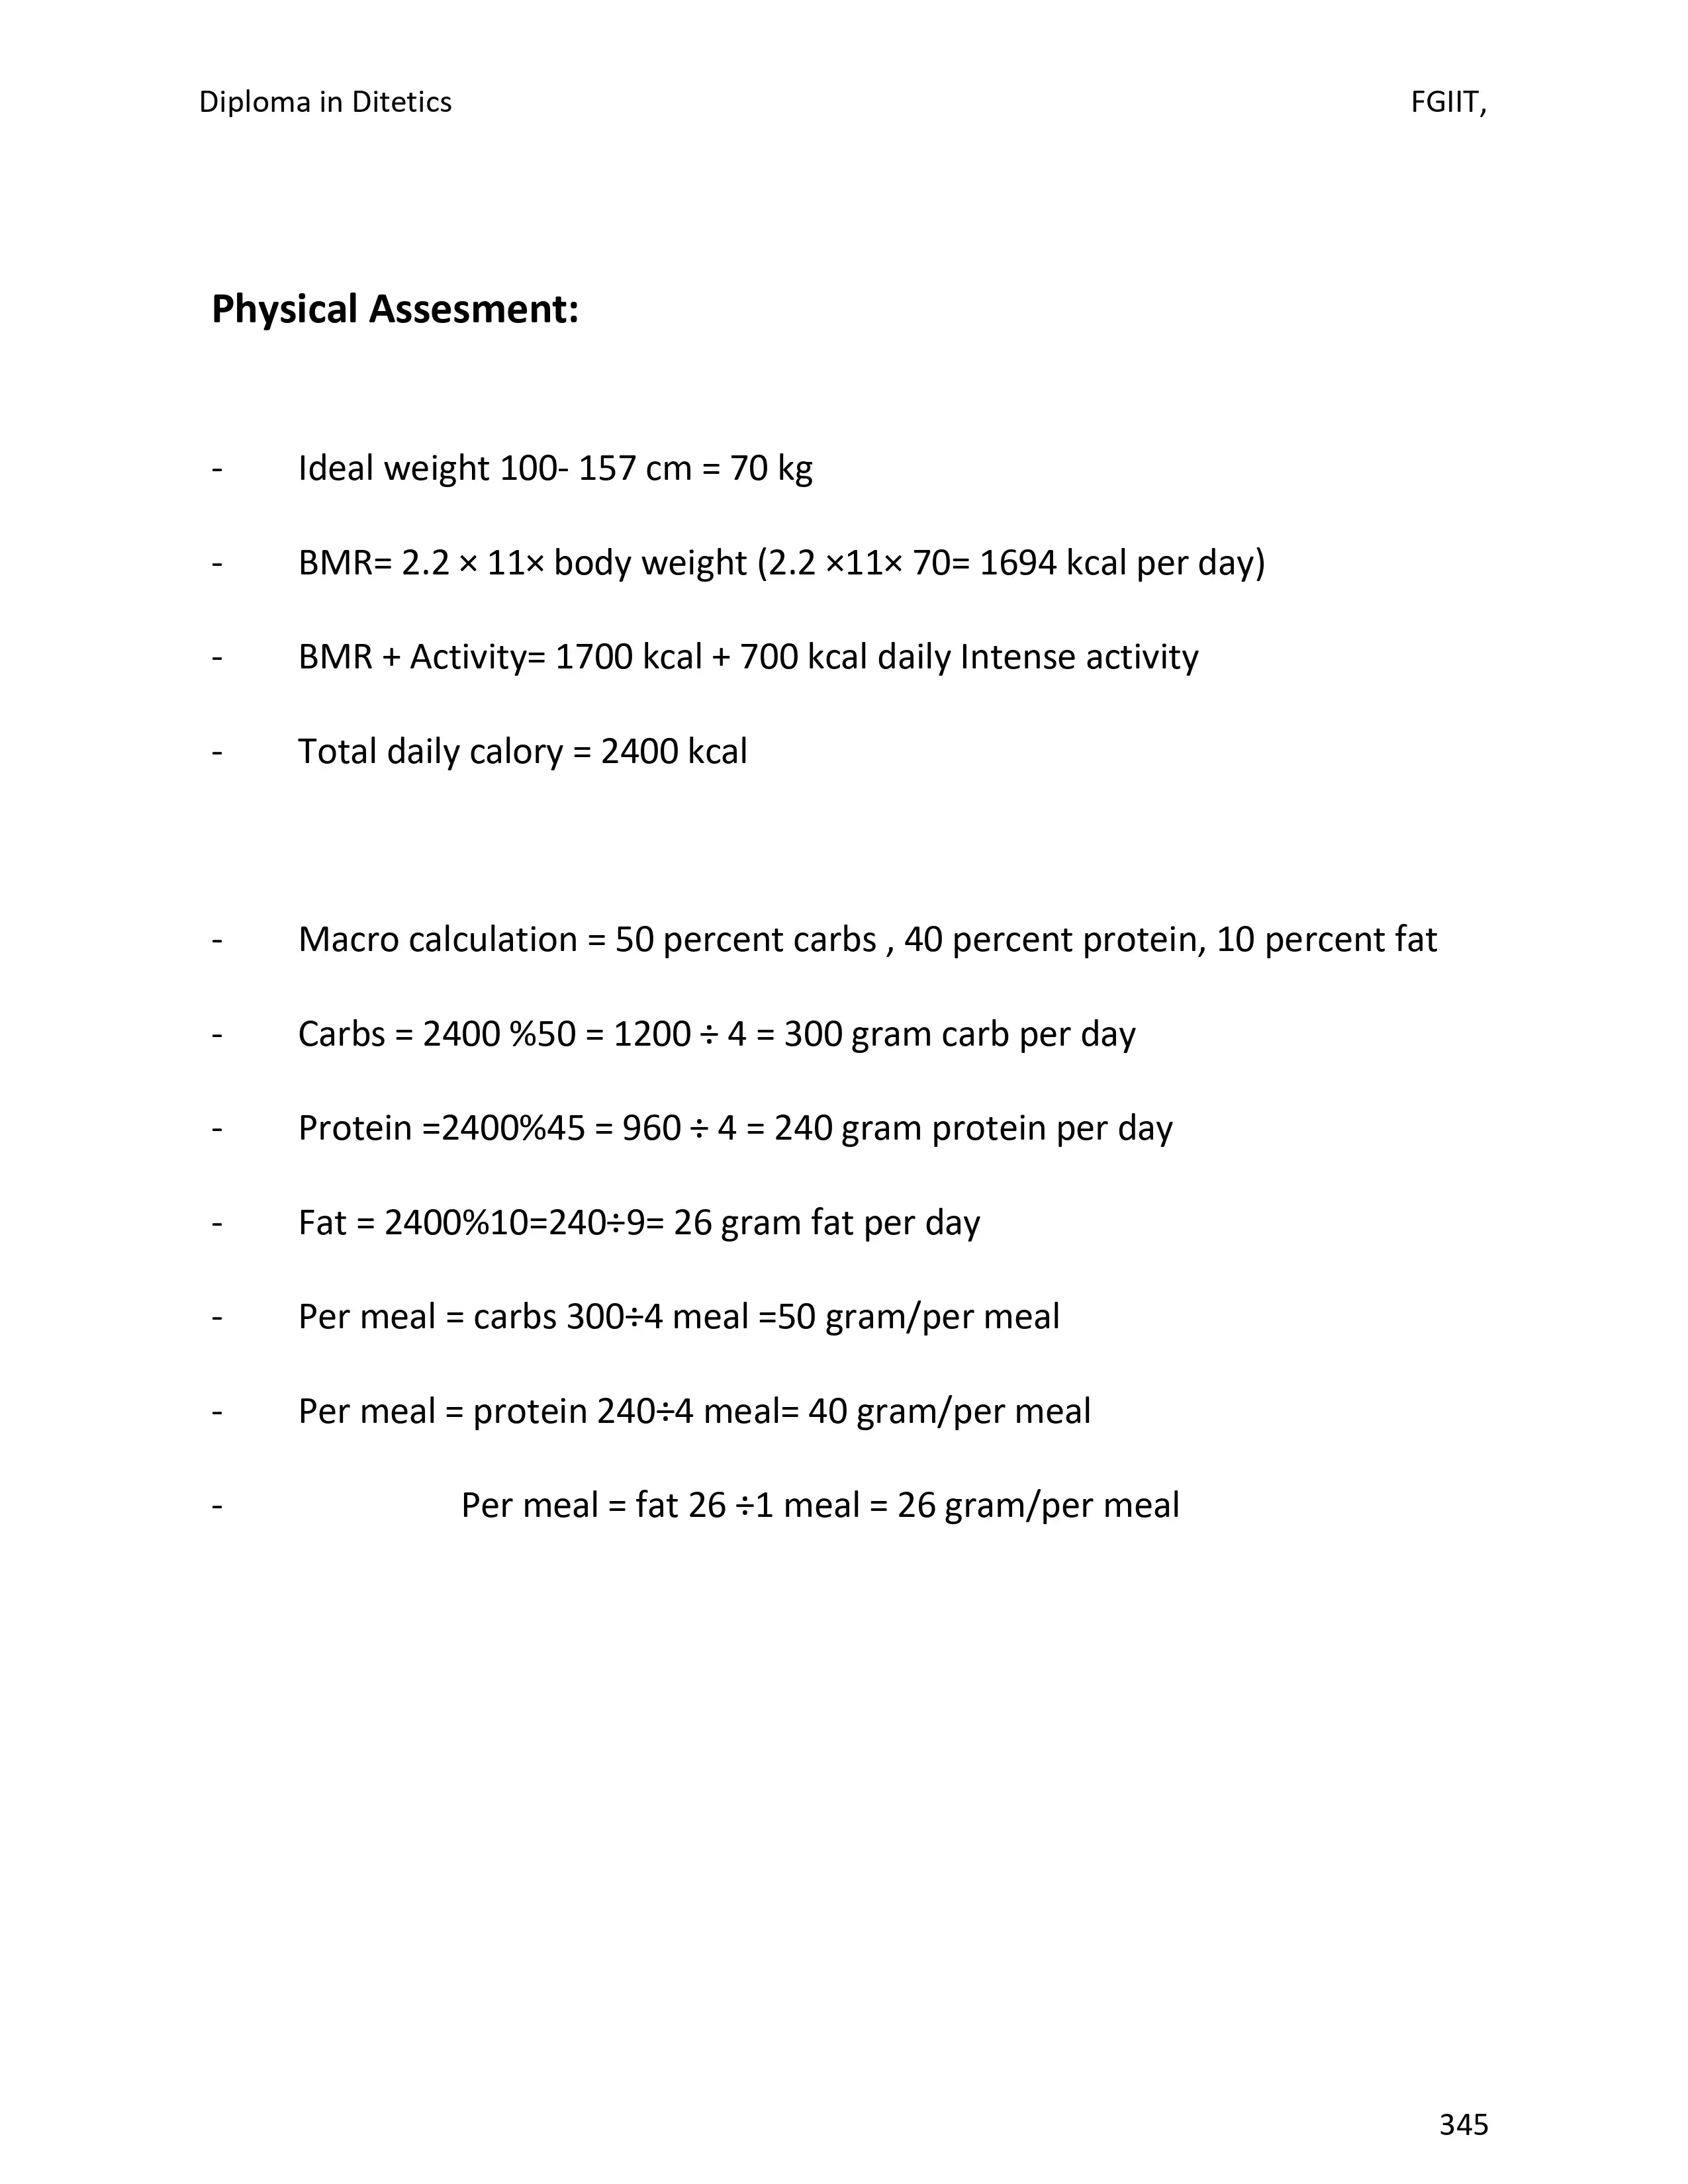 Diploma in Ditetics FGIIT,
Physical Assesment:
- Ideal weight 100- 157 cm = 70 kg
- BMR= 2.2 × 11× body weight (2.2 ×11× 70= 1694 kcal per day)
- BMR + Activity= 1700 kcal + 700 kcal daily Intense activity
- Total daily calory = 2400 kcal
- Macro calculation = 50 percent carbs , 40 percent protein, 10 percent fat
- Carbs = 2400 %50 = 1200 ÷ 4 = 300 gram carb per day
- Protein =2400%45 = 960 ÷ 4 = 240 gram protein per day
- Fat = 2400%10=240÷9= 26 gram fat per day
- Per meal = carbs 300÷4 meal =50 gram/per meal
- Per meal = protein 240÷4 meal= 40 gram/per meal
- Per meal = fat 26 ÷1 meal = 26 gram/per meal
345